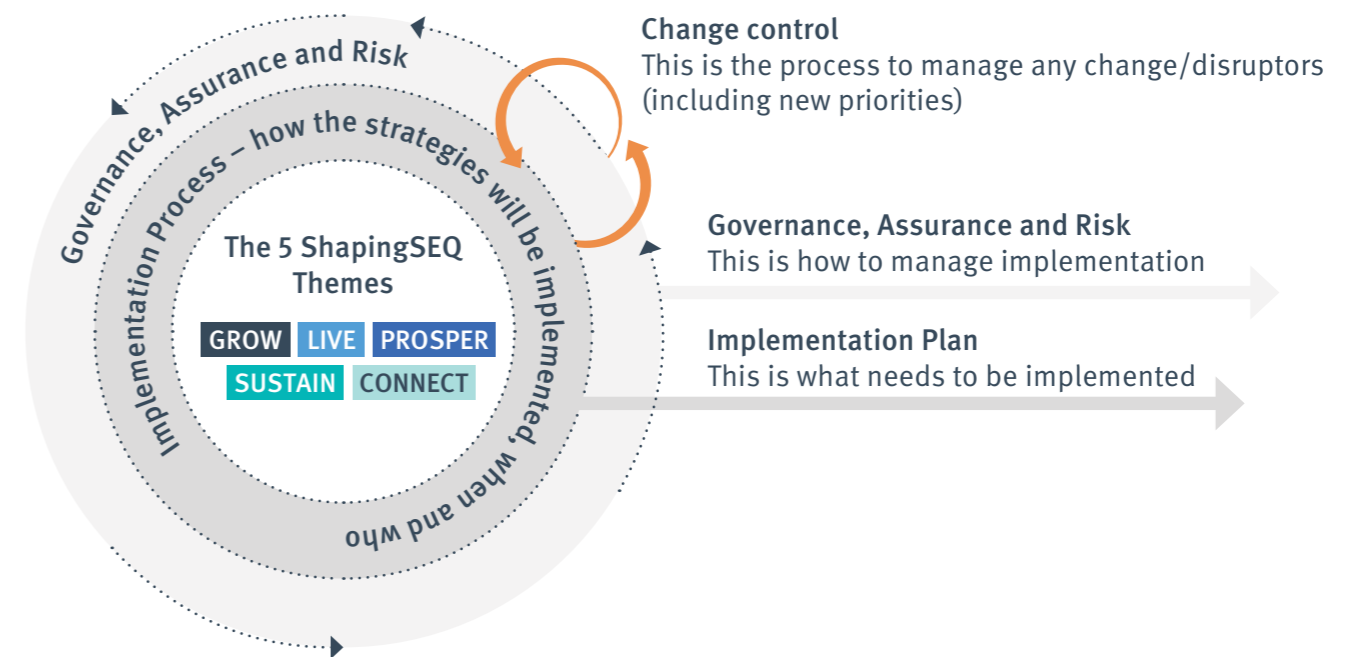 Governance, Assurance and Risk
Implementation Process – how the strategies will be implemented, when and who
The 5 ShapingSEQ
Themes
GROW LIVE PROSPER
SUSTAIN CONNECT
Change control
This is the process to manage any change/disruptors
(including new priorities)
Governance, Assurance and Risk
This is how to manage implementation
Implementation Plan
This is what needs to be implemented